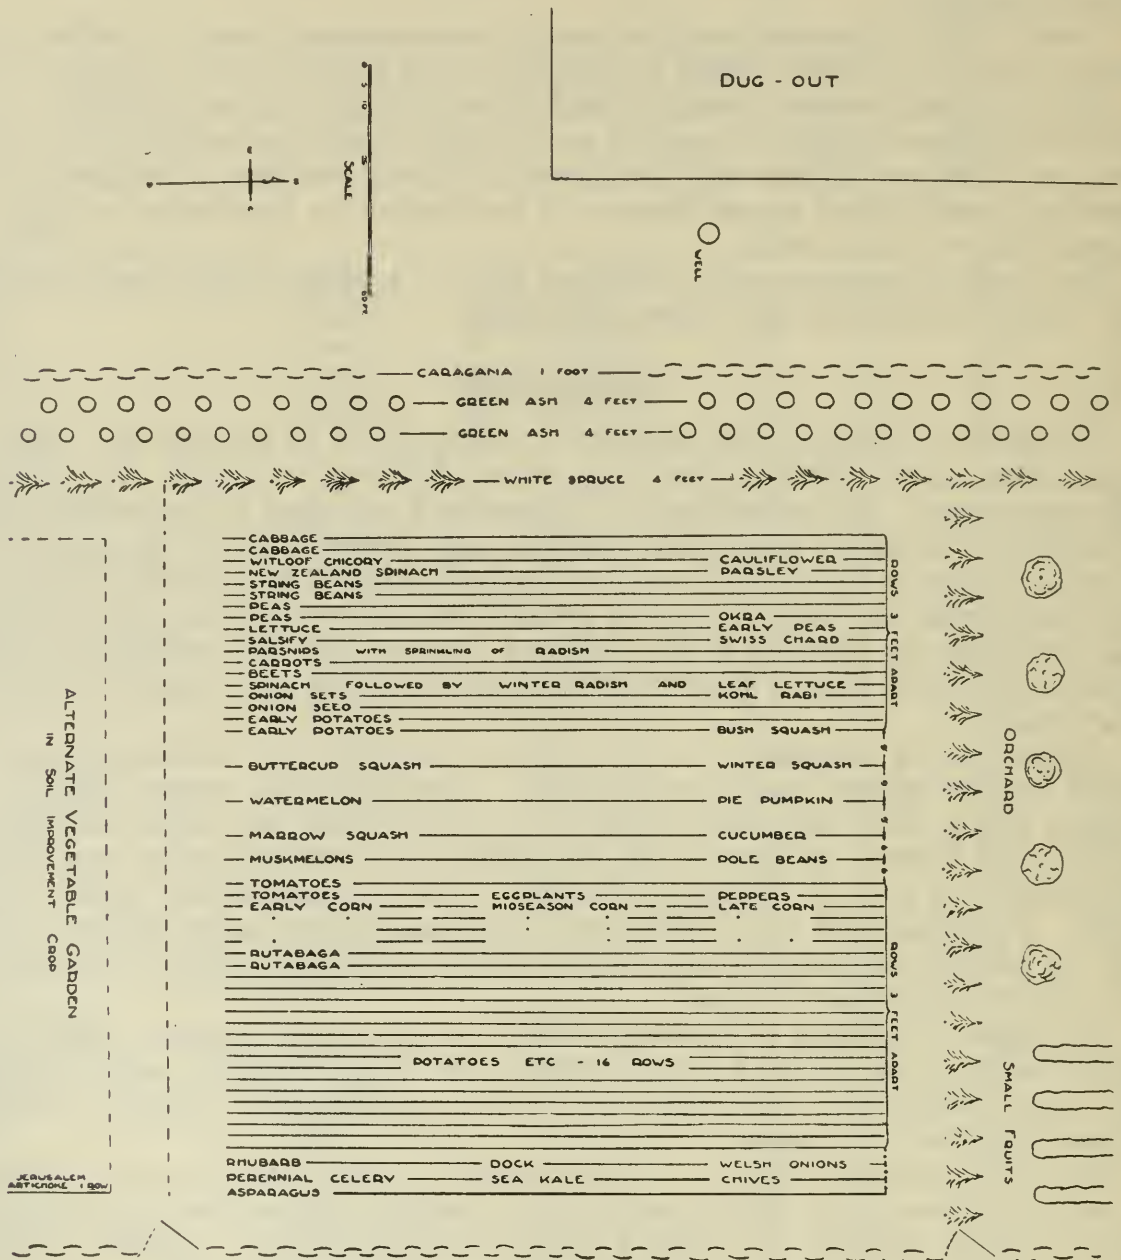 DUG - OUT
0 5 10 25 50 FT
SCALE
WELL
CARAGANA 1 FOOT
GREEN ASH 4 FEET
GREEN ASH 4 FEET
WHITE SPRUCE 4 FEET
CABBAGE
CABBAGE
WITLOOF CHICORY CAULIFLOWER
NEW ZEALAND SPINACH PARSLEY
STRING BEANS
STRING BEANS
PEAS
PEAS OKRA
LETTUCE EARLY PEAS
SALSIFY SWISS CHARD
PARSNIPS WITH SPRINKLING OF RADISH
CARROTS
BEETS
SPINACH FOLLOWED BY WINTER RADISH AND LEAF LETTUCE
ONION SETS KOHL RABI
ONION SEED
EARLY POTATOES
EARLY POTATOES BUSH SQUASH
ROWS 3 FEET APART
BUTTERCUP SQUASH WINTER SQUASH
WATERMELON PIE PUMPKIN
MARROW SQUASH CUCUMBER
MUSKMELONS POLE BEANS
TOMATOES
TOMATOES EGGPLANTS PEPPERS
EARLY CORN MIDSEASON CORN LATE CORN
RUTABAGA
RUTABAGA
POTATOES ETC - 16 ROWS
ROWS 3 FEET APART
RHUBARB DOCK WELSH ONIONS
PERENNIAL CELERY SEA KALE CHIVES
ASPARAGUS
ORCHARD
SMALL FRUITS
ALTERNATE VEGETABLE GARDEN
IN SOIL IMPROVEMENT CROP
JERUSALEM
ARTICHOKE 1 ROW